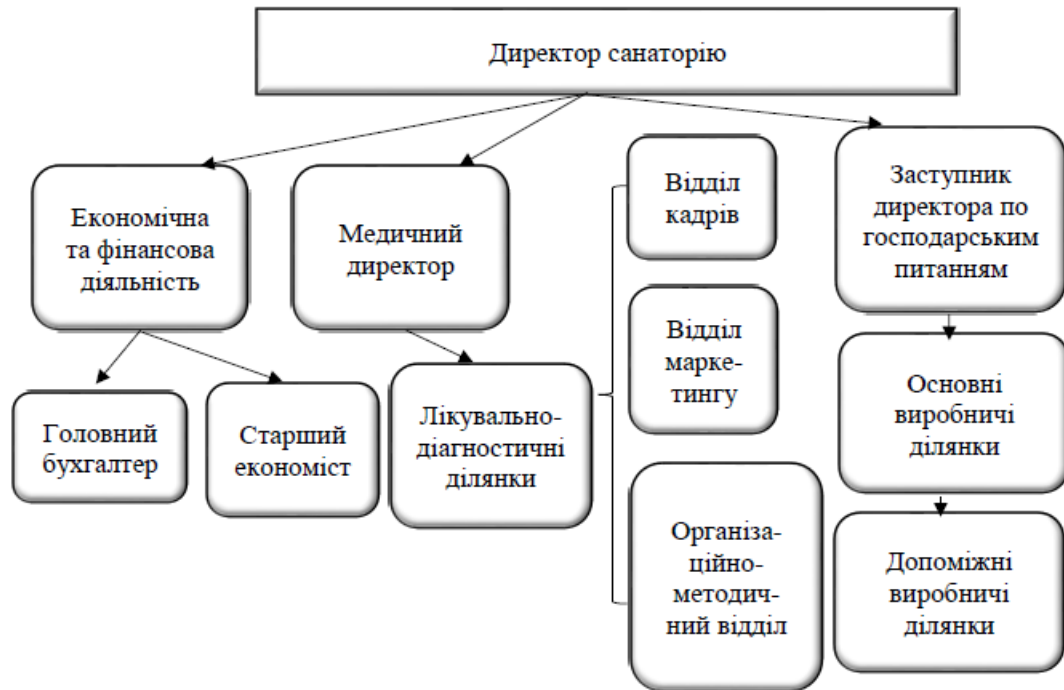 Директор санаторію
Економічна
та фінансова
діяльність
Медичний
директор
Відділ
кадрів
Заступник
директора по
господарським
питанням
Головний
бухгалтер
Старший
економіст
Лікувально-
діагностичні
ділянки
Відділ
марке-
тингу
Основні
виробничі
ділянки
Організа-
ційно-
методич-
ний відділ
Допоміжні
виробничі
ділянки